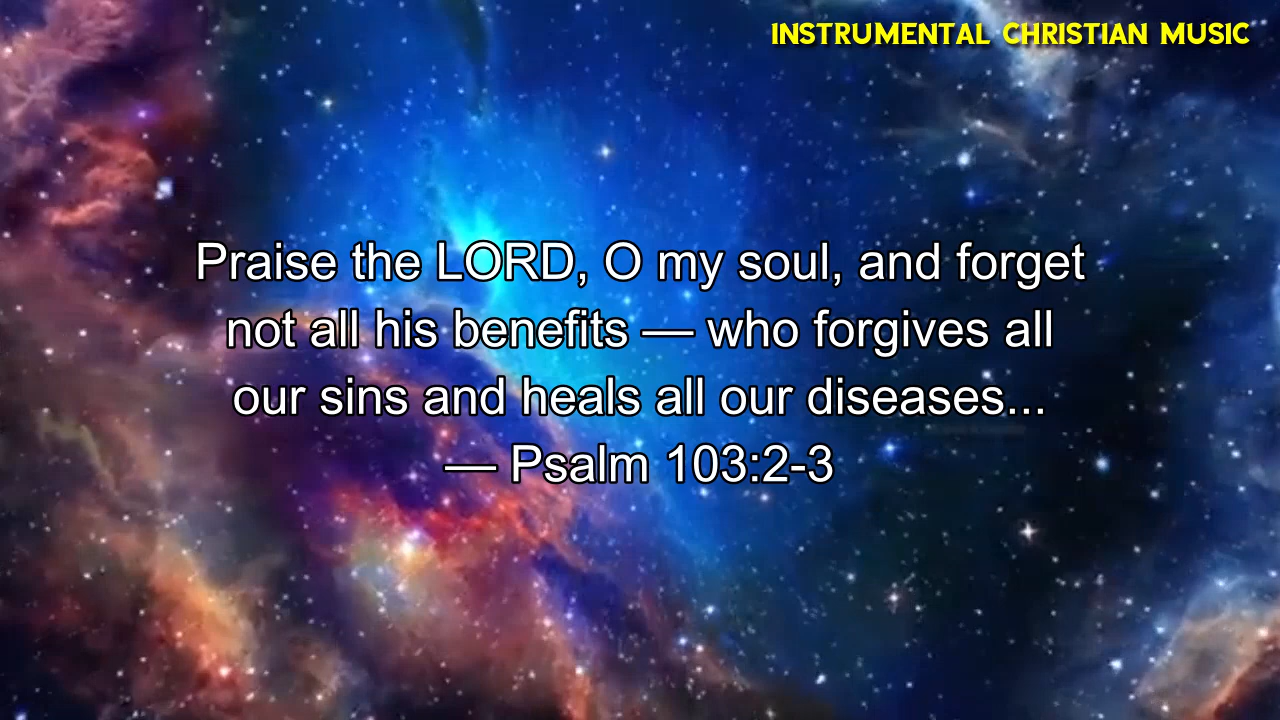 INSTRUMENTAL CHRISTIAN MUSIC
Praise the LORD, O my soul, and forget
not all his benefits — who forgives all
our sins and heals all our diseases...
— Psalm 103:2-3